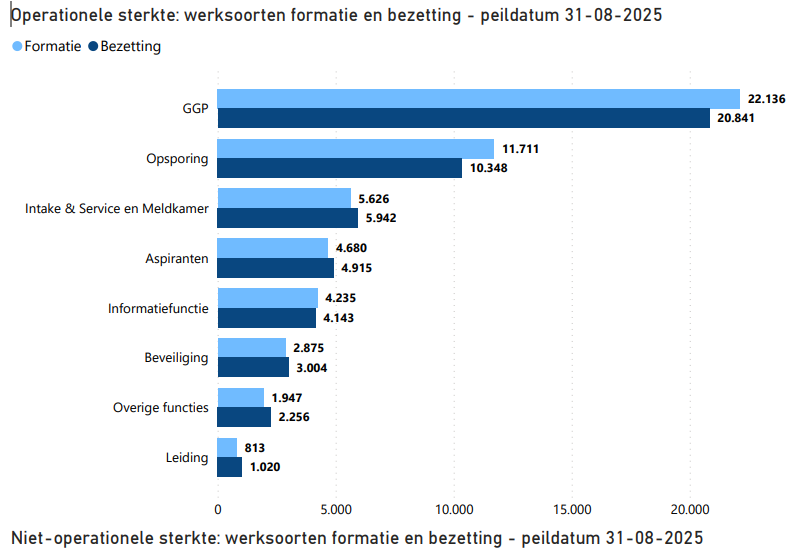 Operationele sterkte: werksoorten formatie en bezetting - peildatum 31-08-2025
Formatie Bezetting
GGP 22.136
20.841
Opsporing 11.711
10.348
Intake & Service en Meldkamer 5.626
5.942
Aspiranten 4.680
4.915
Informatiefunctie 4.235
4.143
Beveiliging 2.875
3.004
Overige functies 1.947
2.256
Leiding 813
1.020
0 5.000 10.000 15.000 20.000
Niet-operationele sterkte: werksoorten formatie en bezetting - peildatum 31-08-2025